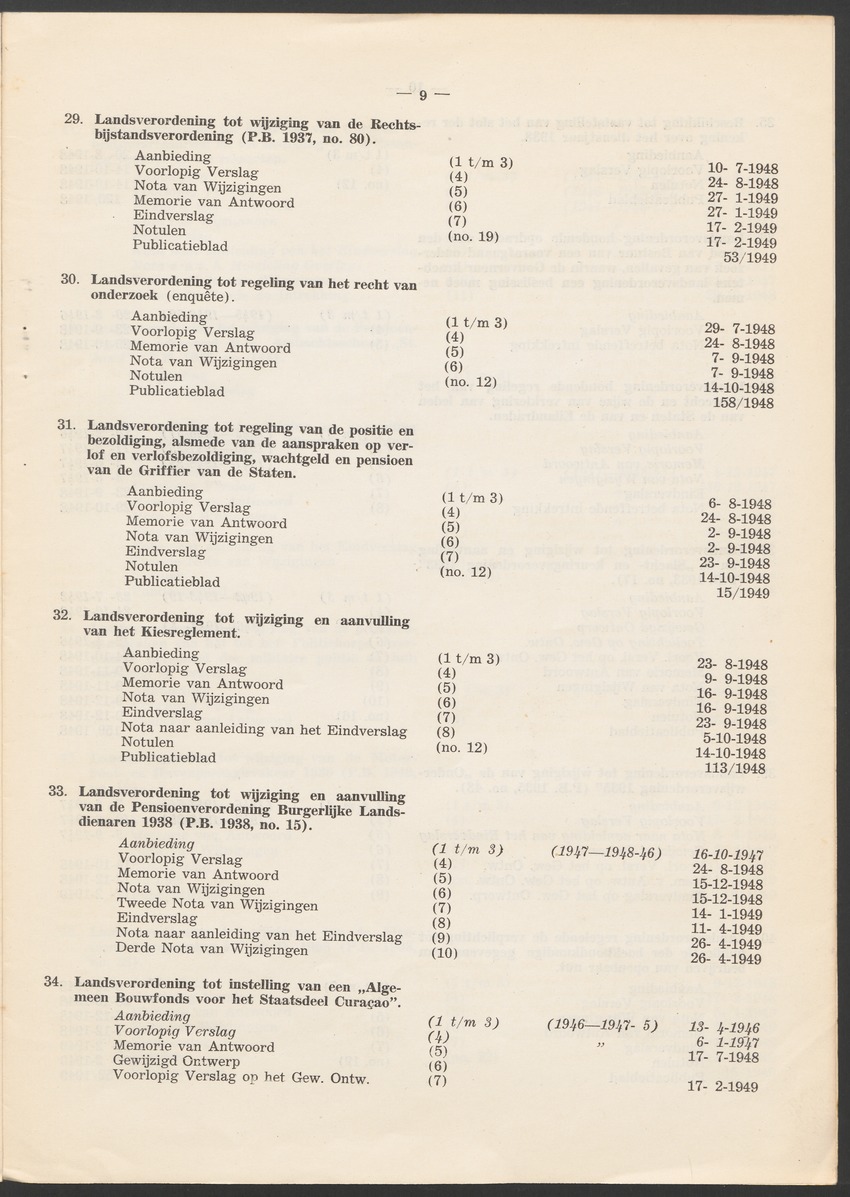 — 9 —
29. Landsverordening tot wijziging van de Rechts-
bijstandsverordening (P.B. 1937, no. 80).
Aanbieding (1 t/m 3) 10- 7-1948
Voorlopig Verslag (4) 24- 8-1948
Nota van Wijzigingen (5) 27- 1-1949
Memorie van Antwoord (6) 27- 1-1949
Eindverslag (7) 17- 2-1949
Notulen (no. 19) 17- 2-1949
Publicatieblad 53/1949
30. Landsverordening tot regeling van het recht van
onderzoek (enquête).
Aanbieding (1 t/m 3) 29- 7-1948
Voorlopig Verslag (4) 24- 8-1948
Memorie van Antwoord (5) 7- 9-1948
Nota van Wijzigingen (6) 7- 9-1948
Notulen (no. 12) 14-10-1948
Publicatieblad 158/1948
31. Landsverordening tot regeling van de positie en
bezoldiging, alsmede van de aanspraken op ver-
lof en verlofsbezoldiging, wachtgeld en pensioen
van de Griffier van de Staten.
Aanbieding (1 t/m 3) 6- 8-1948
Voorlopig Verslag (4) 24- 8-1948
Memorie van Antwoord (5) 2- 9-1948
Nota van Wijzigingen (6) 2- 9-1948
Eindverslag (7) 23- 9-1948
Notulen (no. 12) 14-10-1948
Publicatieblad 15/1949
32. Landsverordening tot wijziging en aanvulling
van het Kiesreglement.
Aanbieding (1 t/m 3) 23- 8-1948
Voorlopig Verslag (4) 9- 9-1948
Memorie van Antwoord (5) 16- 9-1948
Nota van Wijzigingen (6) 16- 9-1948
Eindverslag (7) 23- 9-1948
Nota naar aanleiding van het Eindverslag (8) 5-10-1948
Notulen (no. 12) 14-10-1948
Publicatieblad 113/1948
33. Landsverordening tot wijziging en aanvulling
van de Pensioenverordening Burgerlijke Lands-
dienaren 1938 (P.B. 1938, no. 15).
Aanbieding (1 t/m 3) (1947—1948-46) 16-10-1947
Voorlopig Verslag (4) 24- 8-1948
Memorie van Antwoord (5) 15-12-1948
Nota van Wijzigingen (6) 15-12-1948
Tweede Nota van Wijzigingen (7) 14- 1-1949
Eindverslag (8) 11- 4-1949
Nota naar aanleiding van het Eindverslag (9) 26- 4-1949
Derde Nota van Wijzigingen (10) 26- 4-1949
34. Landsverordening tot instelling van een „Alge-
meen Bouwfonds voor het Staatsdeel Curaçao”.
Aanbieding (1 t/m 3) (1946—1947- 5) 13- 4-1946
Voorlopig Verslag (4) „ 6- 1-1947
Memorie van Antwoord (5) 17- 7-1948
Gewijzigd Ontwerp (6)
Voorlopig Verslag op het Gew. Ontw. (7) 17- 2-1949